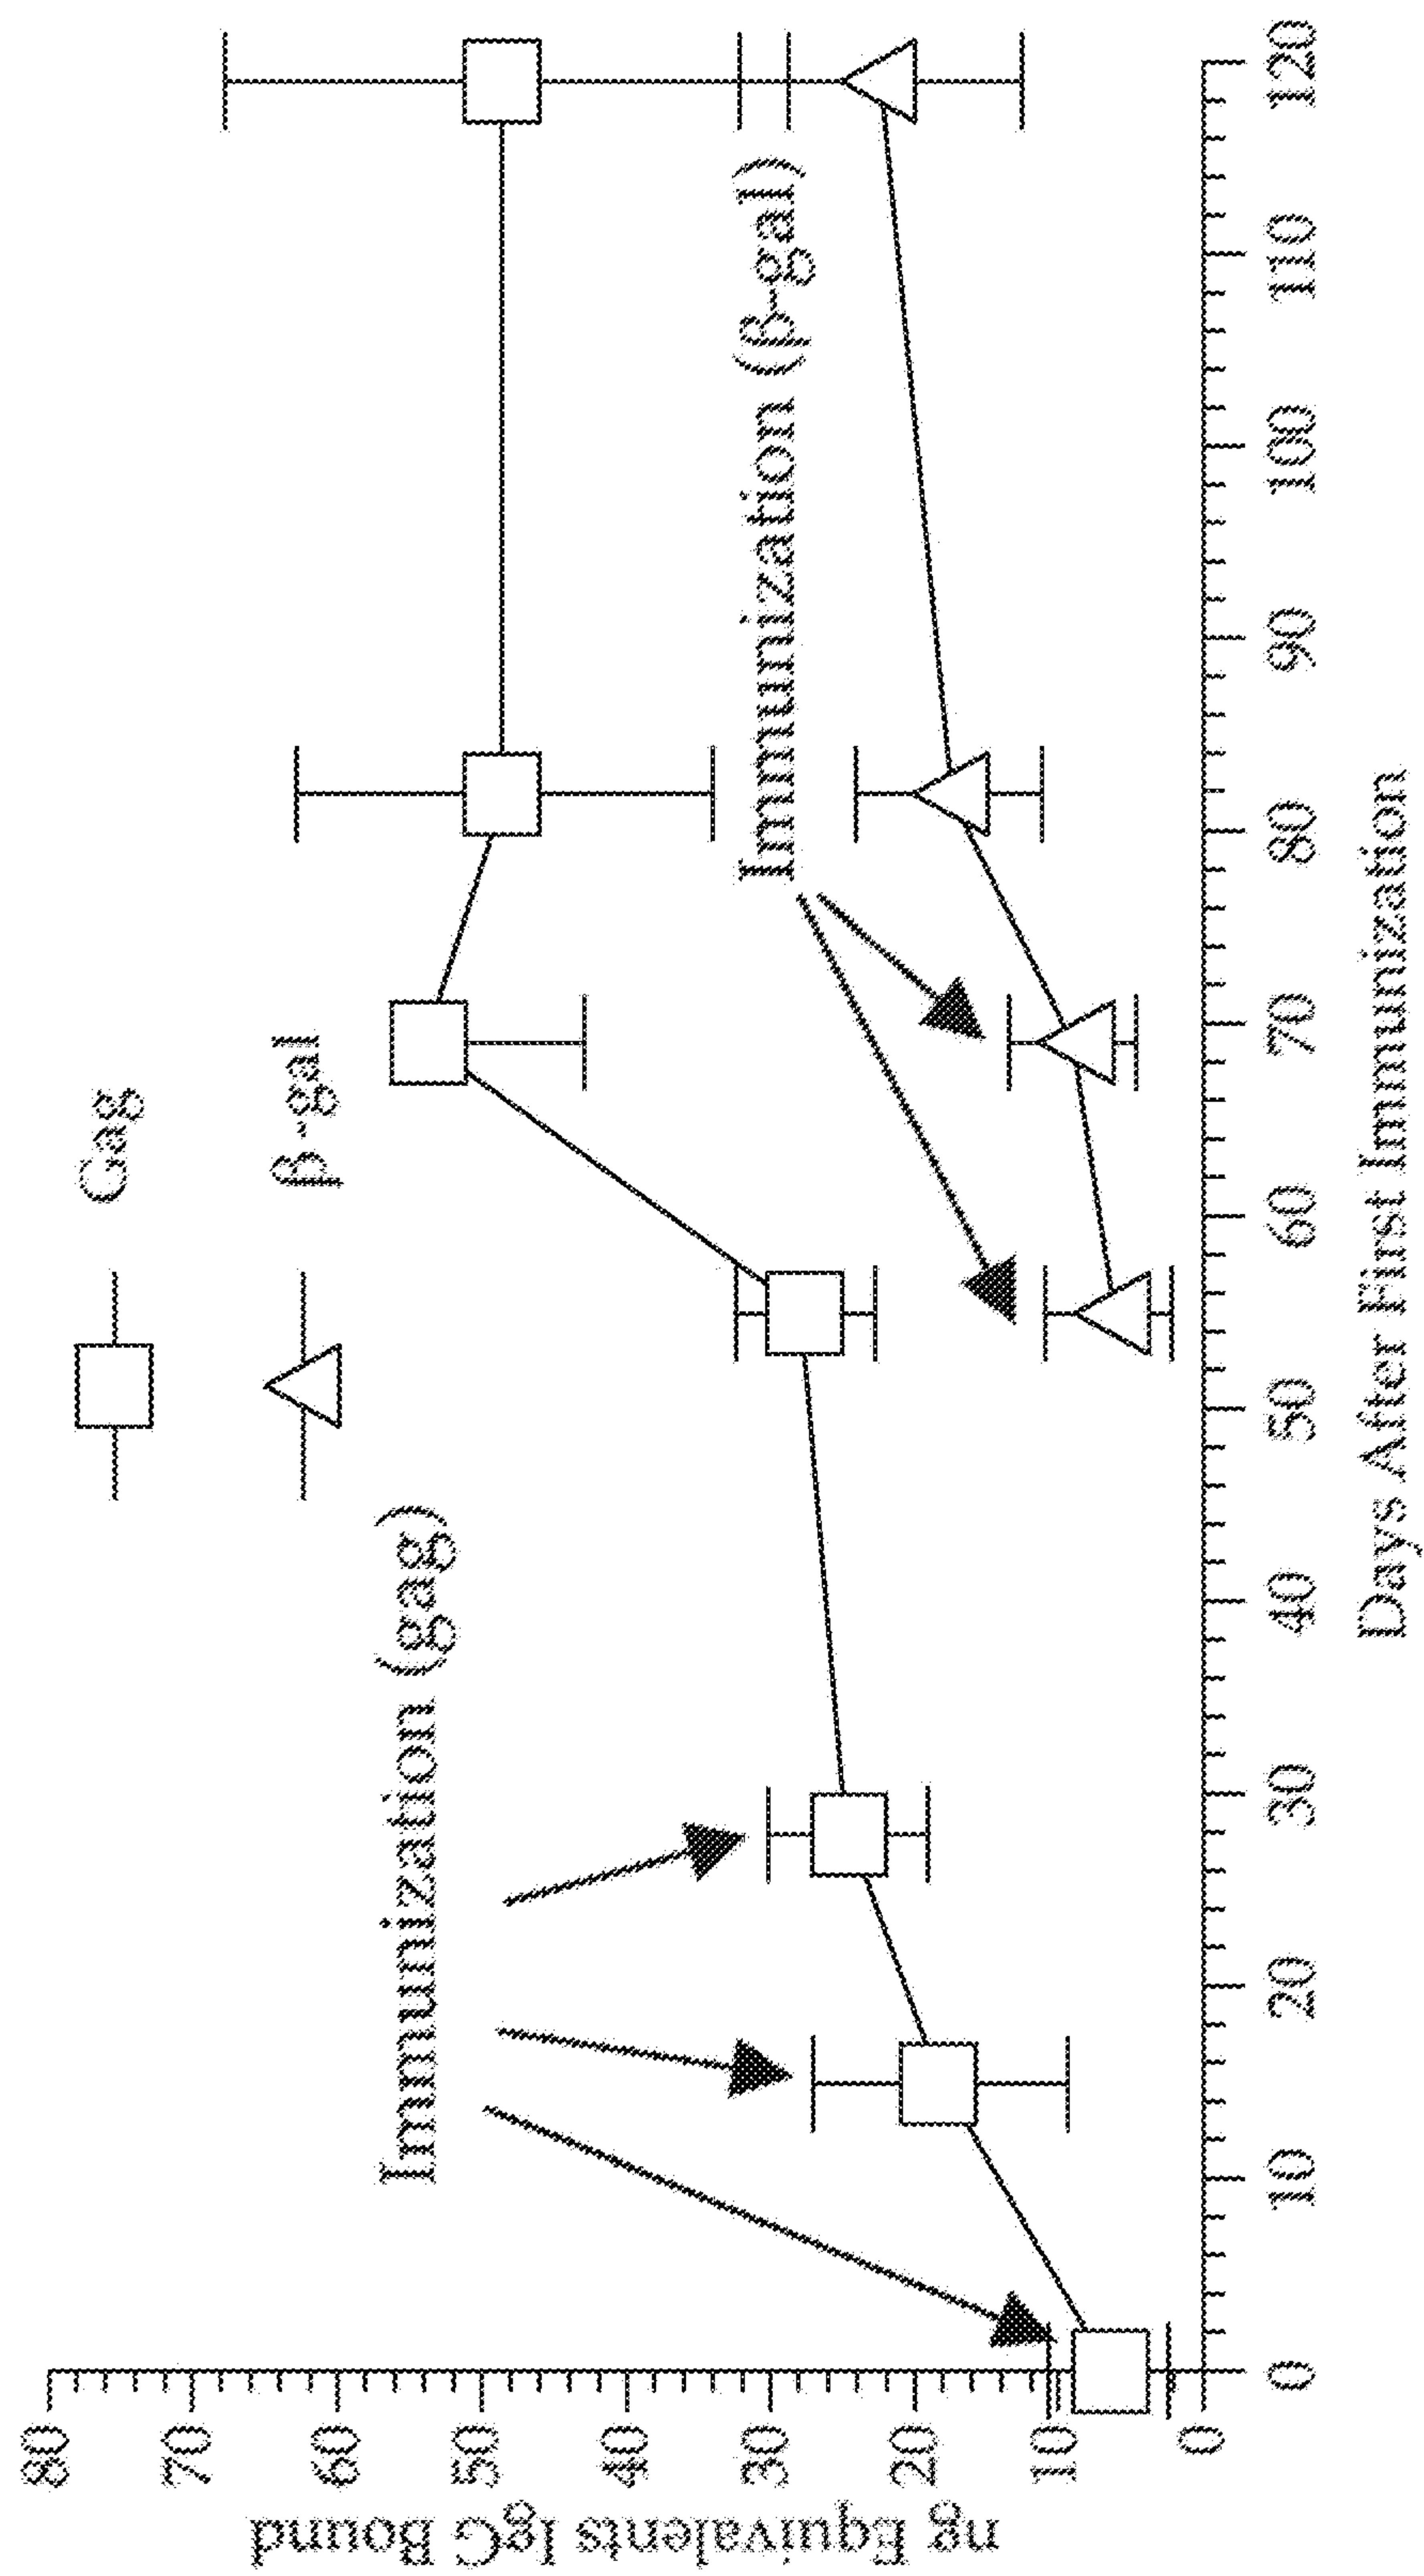 Gag
β-gal
Immunization (gag)
Immunization (β-gal)
ng Equivalents IgG Bound
80
70
60
50
40
30
20
10
0
0 10 20 30 40 50 60 70 80 90 100 110 120
Days After First Immunization